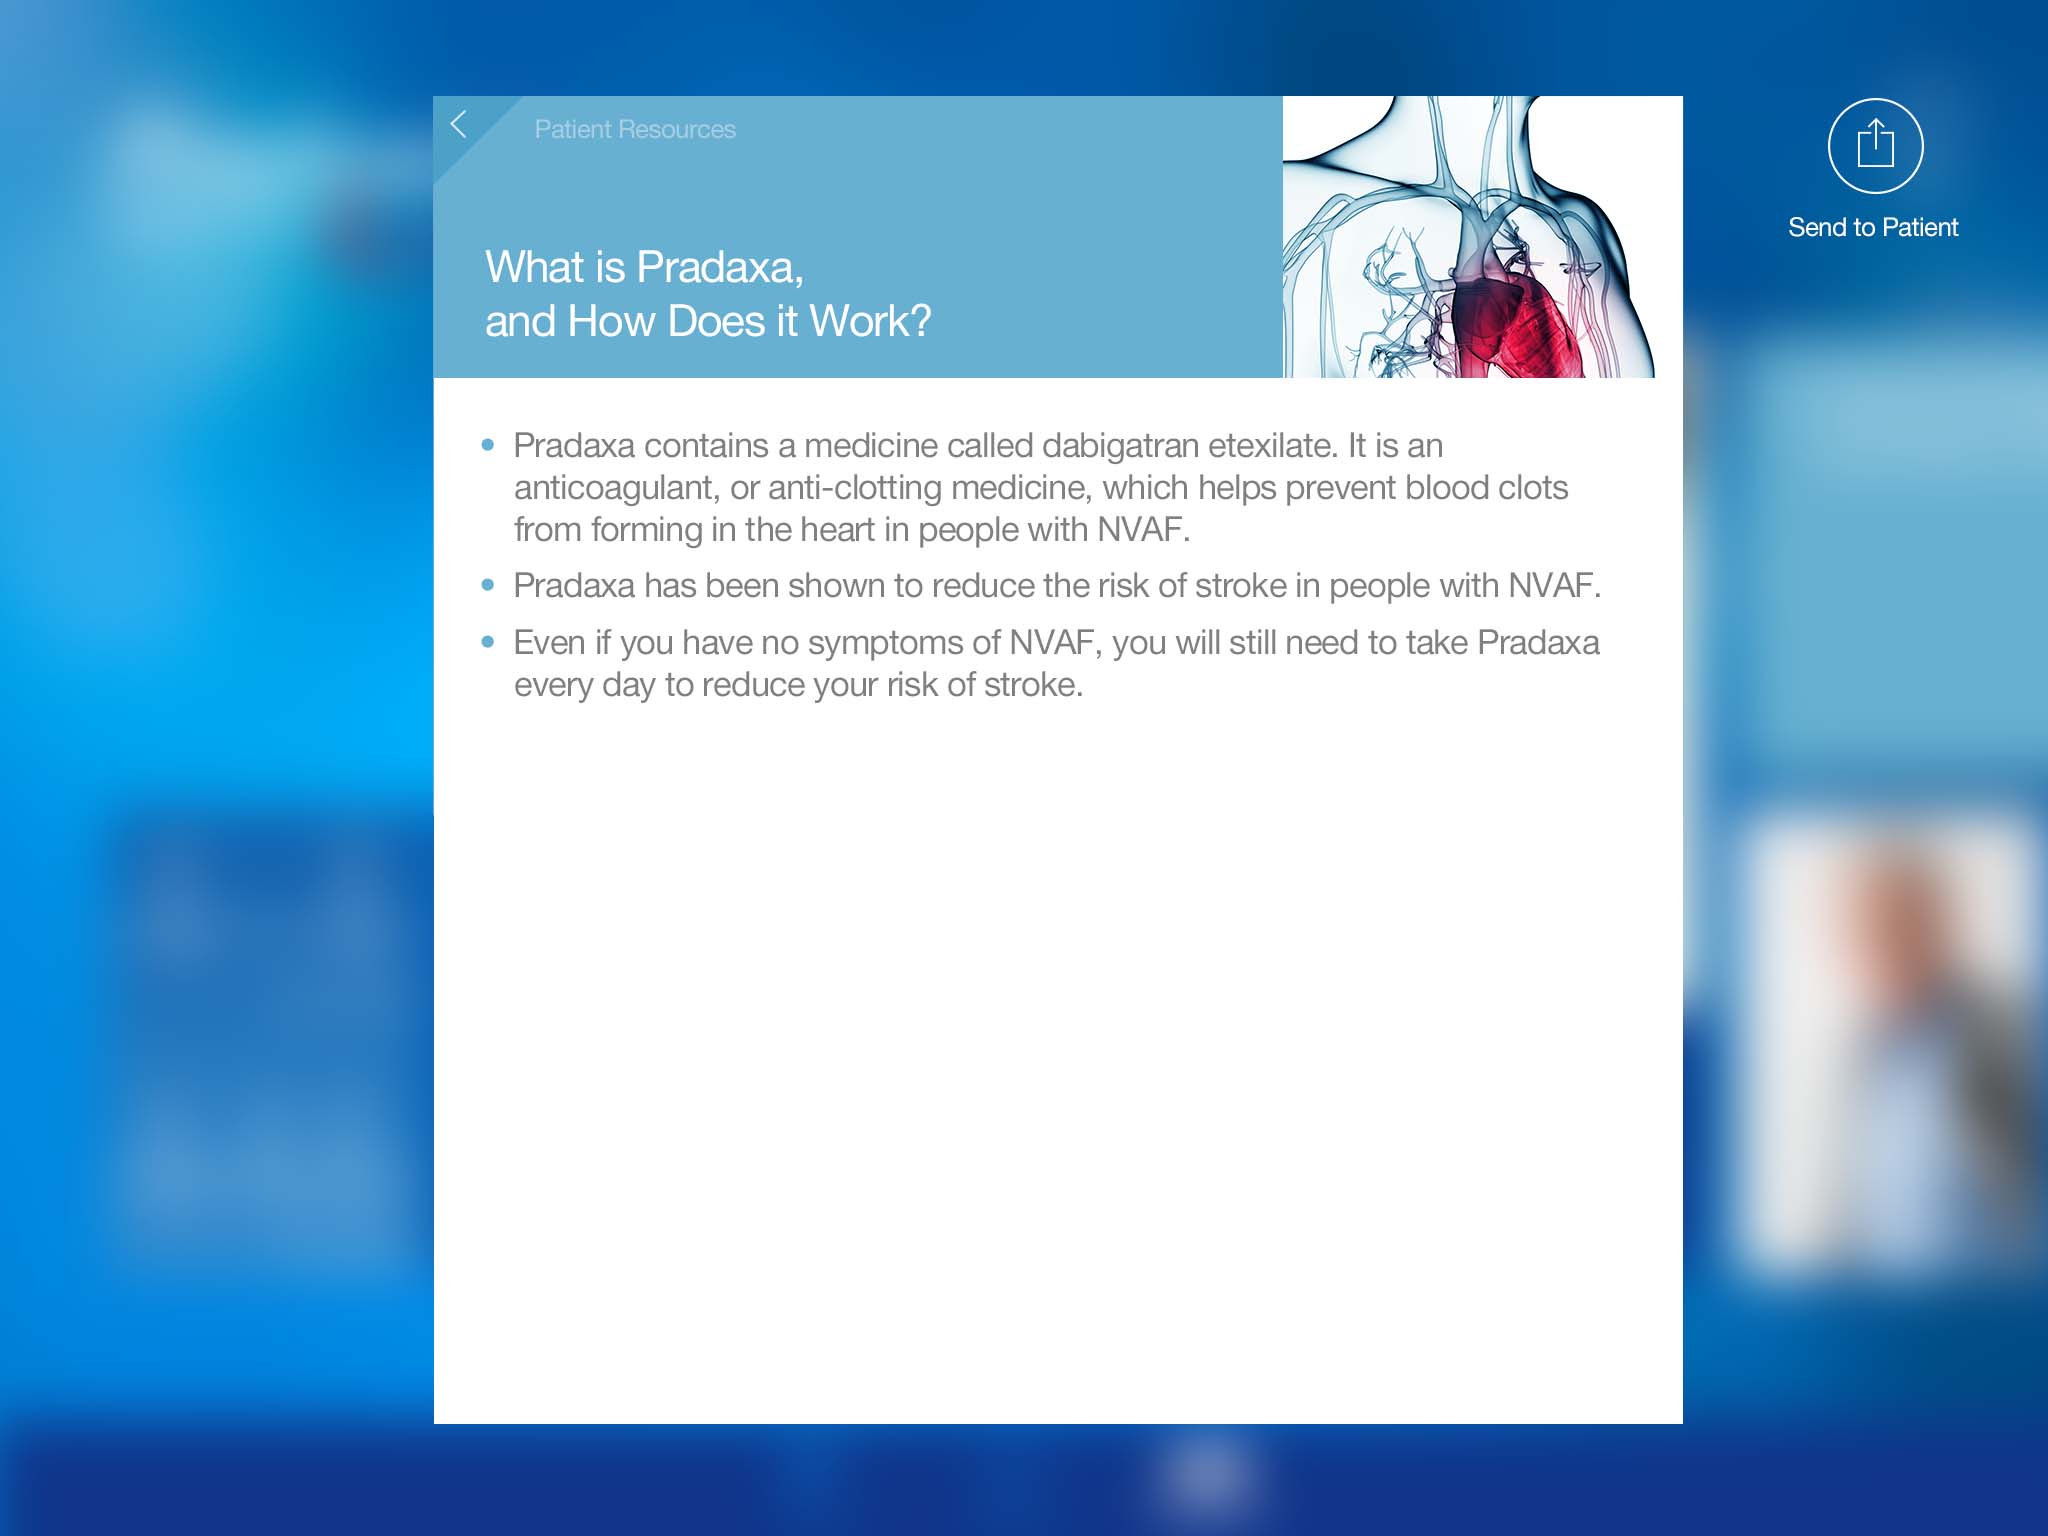 Patient Resources
Send to Patient
What is Pradaxa,
and How Does it Work?
• Pradaxa contains a medicine called dabigatran etexilate. It is an
anticoagulant, or anti-clotting medicine, which helps prevent blood clots
from forming in the heart in people with NVAF.
• Pradaxa has been shown to reduce the risk of stroke in people with NVAF.
• Even if you have no symptoms of NVAF, you will still need to take Pradaxa
every day to reduce your risk of stroke.